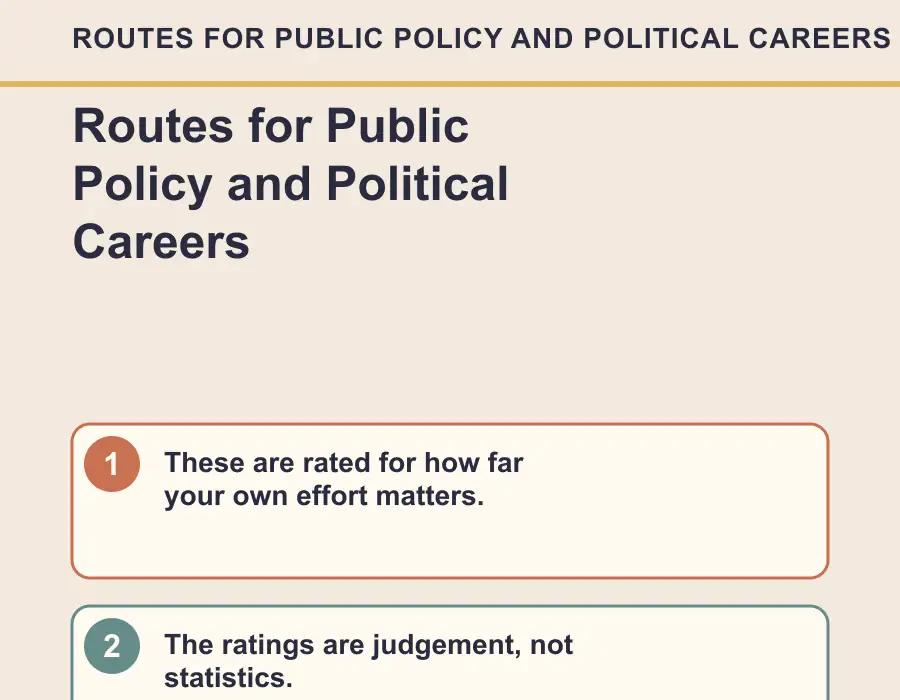 ROUTES FOR PUBLIC POLICY AND POLITICAL CAREERS
Routes for Public
Policy and Political
Careers
1
These are rated for how far
your own effort matters.
2
The ratings are judgement, not
statistics.